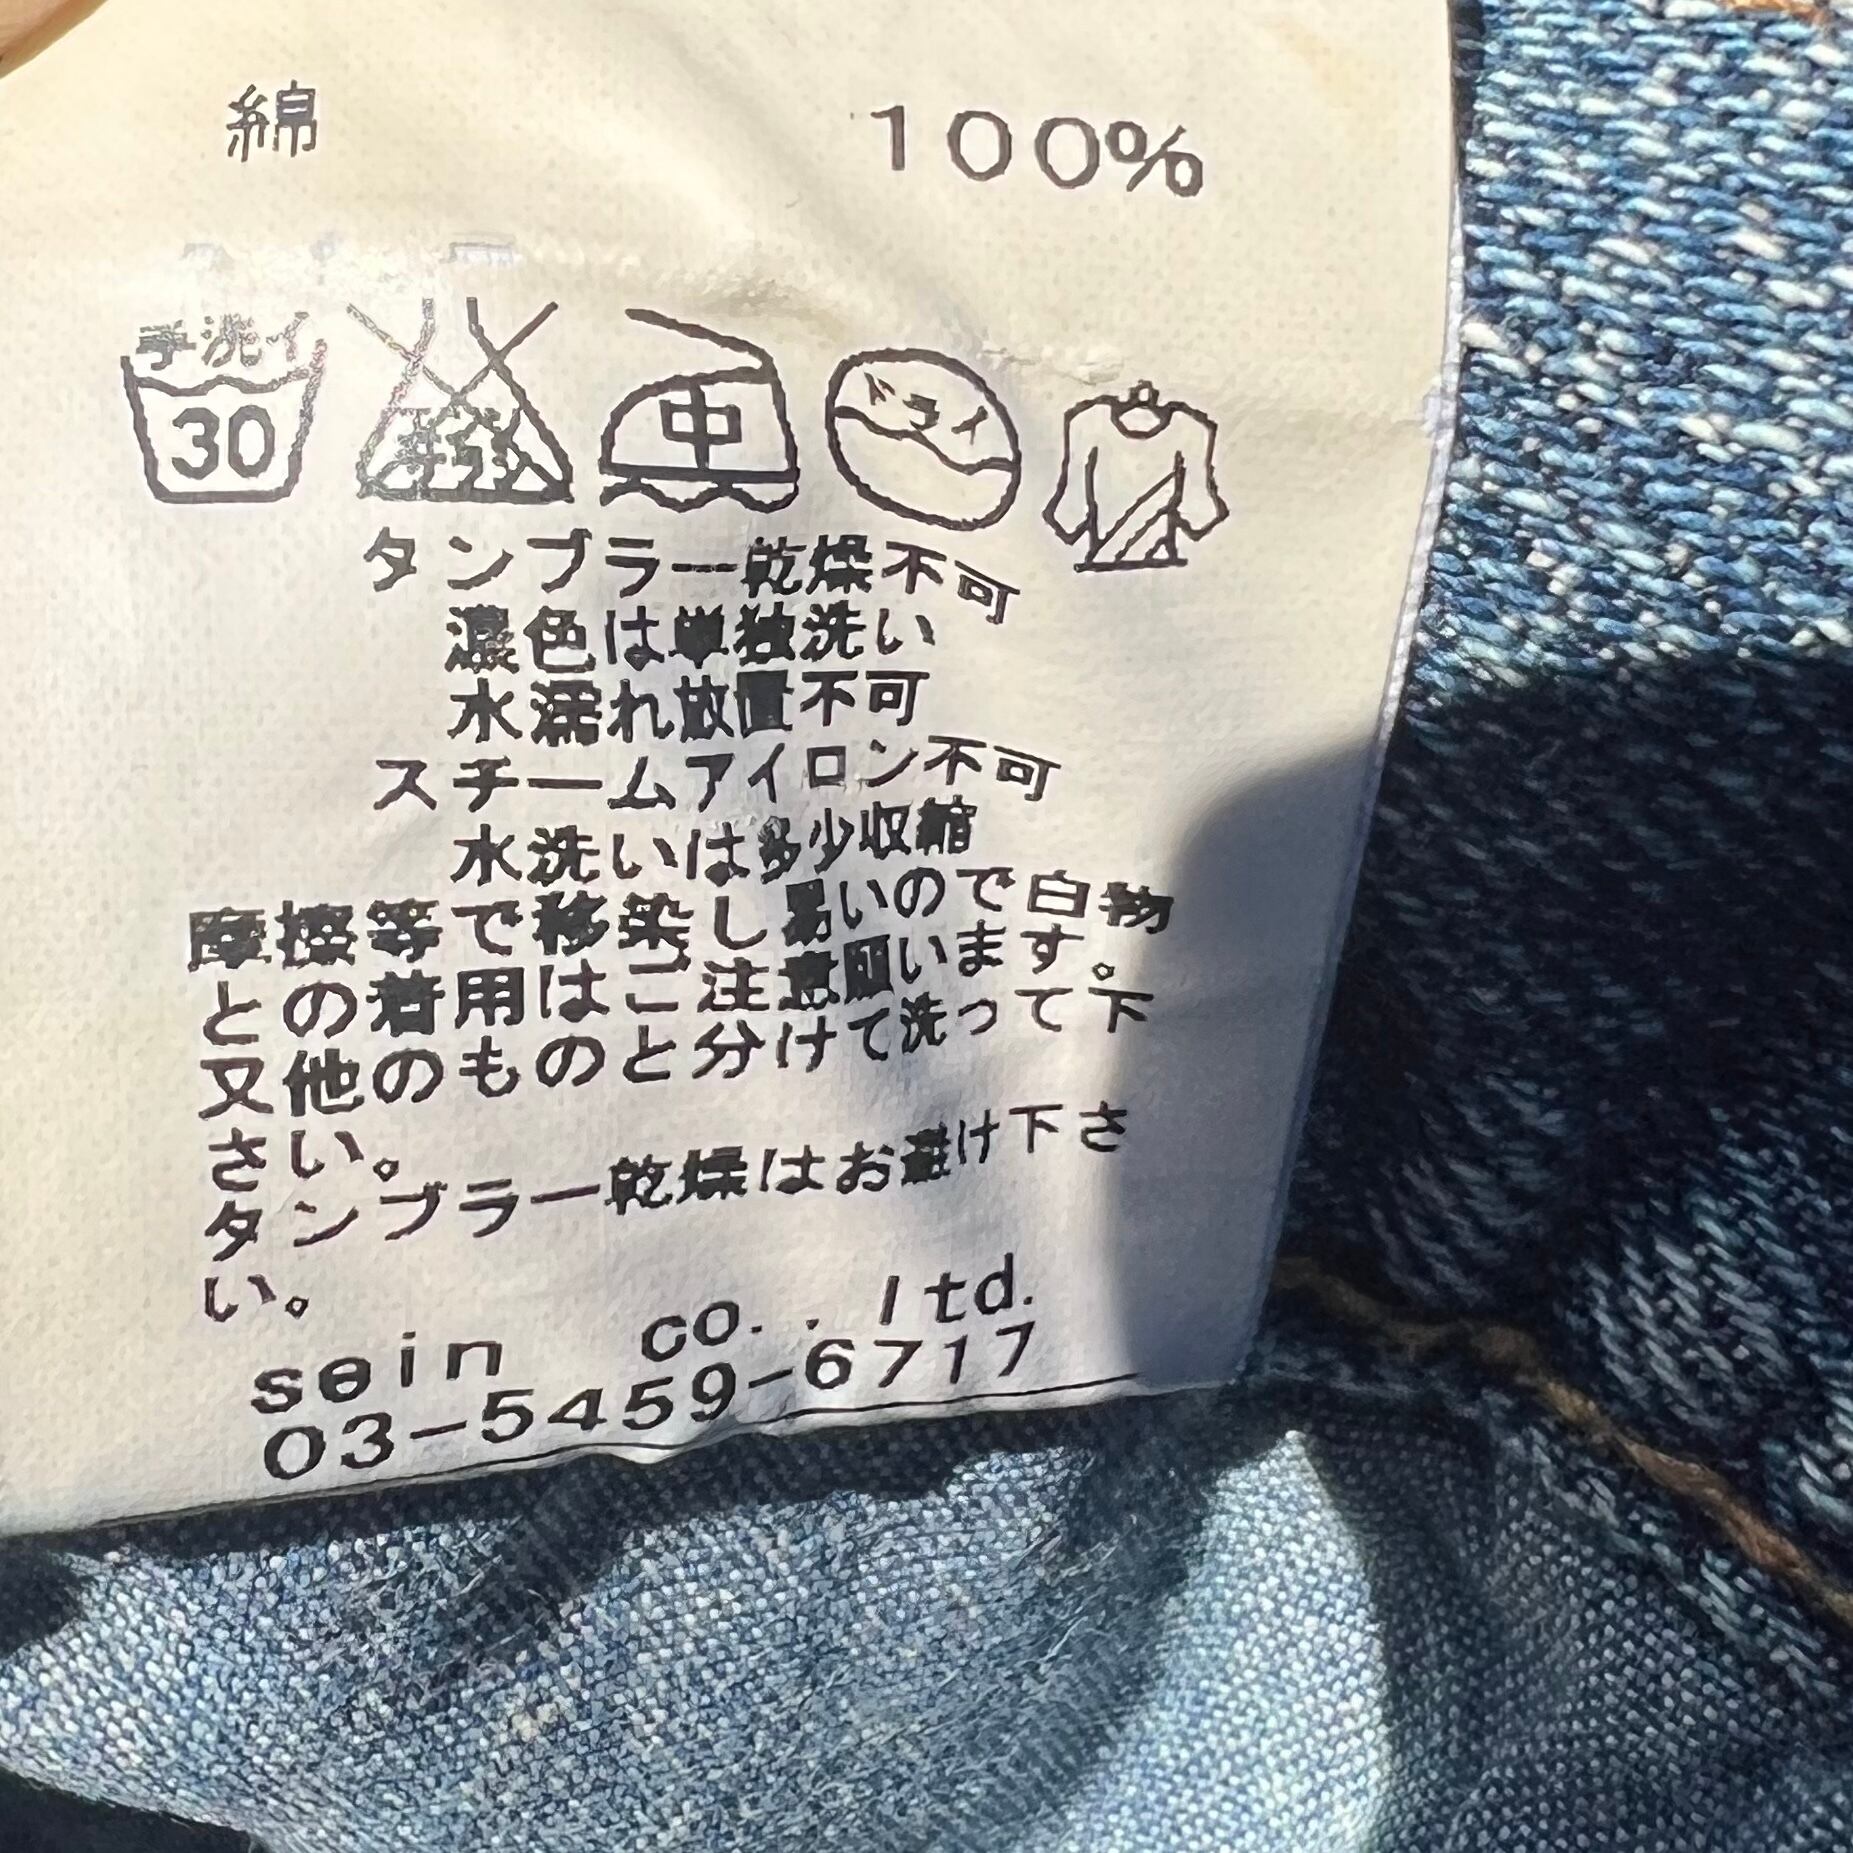 綿 100%
手洗イ
30
中
ドライ
タンブラー乾燥不可
濃色は単独洗い
水濡れ放置不可
スチームアイロン不可
水洗いは多少収縮
摩擦等で移染し易いので白物
との着用はご注意願います。
又他のものと分けて洗って下
さい。
タンブラー乾燥はお避け下さ
い。
sein co.. ltd.
03-5459-6717